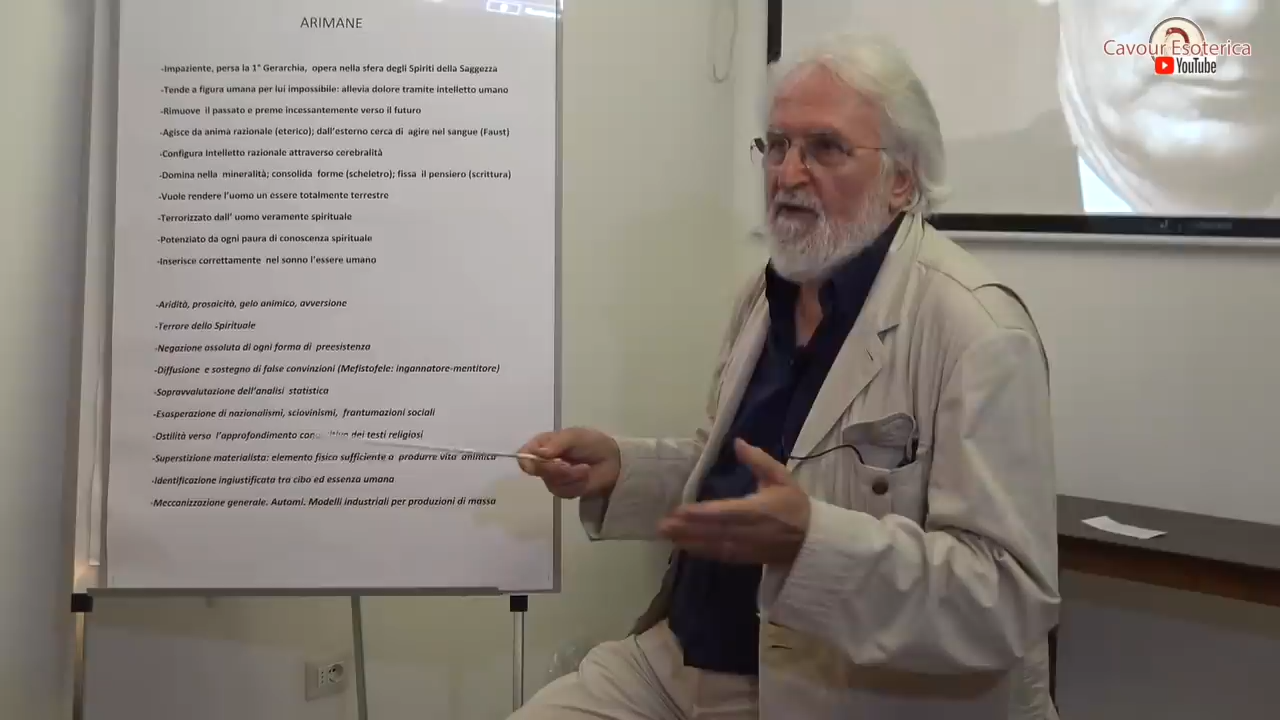 ARIMANE
-Impaziente, persa la 1° Gerarchia, opera nella sfera degli Spiriti della Saggezza
-Tende a figura umana per lui impossibile: allevia dolore tramite intelletto umano
-Rimuove il passato e preme incessantemente verso il futuro
-Agisce da anima razionale (eterico); dall'esterno cerca di agire nel sangue (Faust)
-Configura Intelletto razionale attraverso cerebralità
-Domina nella mineralità; consolida forme (scheletro); fissa il pensiero (scrittura)
-Vuole rendere l'uomo un essere totalmente terrestre
-Terrorizzato dall' uomo veramente spirituale
-Potenziato da ogni paura di conoscenza spirituale
-Inserisce correttamente nel sonno l'essere umano
-Aridità, prosaicità, gelo animico, avversione
-Terrore dello Spirituale
-Negazione assoluta di ogni forma di preesistenza
-Diffusione e sostegno di false convinzioni (Mefistofele: ingannatore-mentitore)
-Sopravvalutazione dell'analisi statistica
-Esasperazione di nazionalismi, sciovinismi, frantumazioni sociali
-Ostilità verso l'approfondimento dei testi religiosi
-Superstizione materialista: elemento fisico sufficiente a produrre vita animica
-Identificazione ingiustificata tra cibo ed essenza umana
-Meccanizzazione generale. Automi. Modelli industriali per produzioni di massa
Cavour Esoterica
YouTube